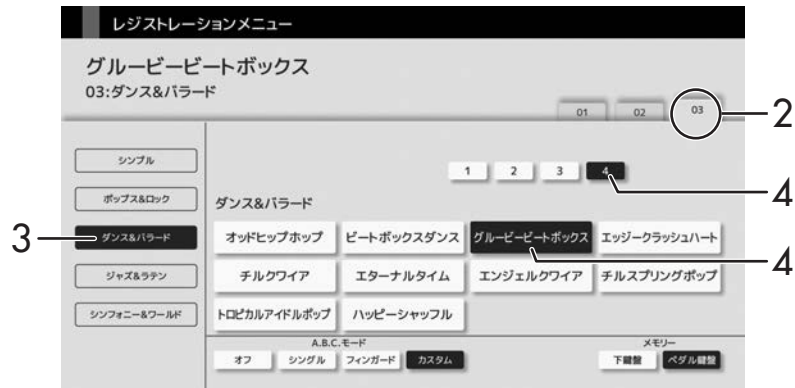 レジストレーションメニュー
グルービービートボックス
03:ダンス&バラード
01 02 03
2
シンプル
1 2 3 4
ポップス&ロック
4
ダンス&バラード
3
ダンス&バラード
オッドヒップホップ ビートボックスダンス グルービービートボックス エッジークラッシュハート
4
ジャズ&ラテン
チルクワイア エターナルタイム エンジェルクワイア チルスプリングポップ
シンフォニー&ワールド
トロピカルアイドルポップ ハッピーシャッフル
A.B.C.モード メモリー
オフ シングル フィンガード カスタム 下鍵盤 ペダル鍵盤